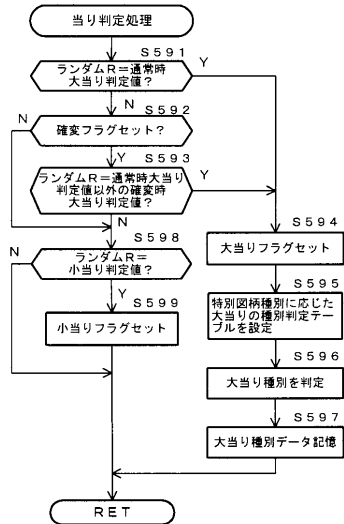 当り判定処理
S591
ランダムR=通常時
大当り判定値?
Y
N
S592
確変フラグセット?
N
Y
S593
ランダムR=通常時大当り
判定値以外の確変時
大当り判定値?
Y
N
S594
大当りフラグセット
S598
ランダムR=
小当り判定値?
N
Y
S595
特別図柄種別に応じた
大当りの種別判定テー
ブルを設定
S599
小当りフラグセット
S596
大当り種別を判定
S597
大当り種別データ記憶
RET